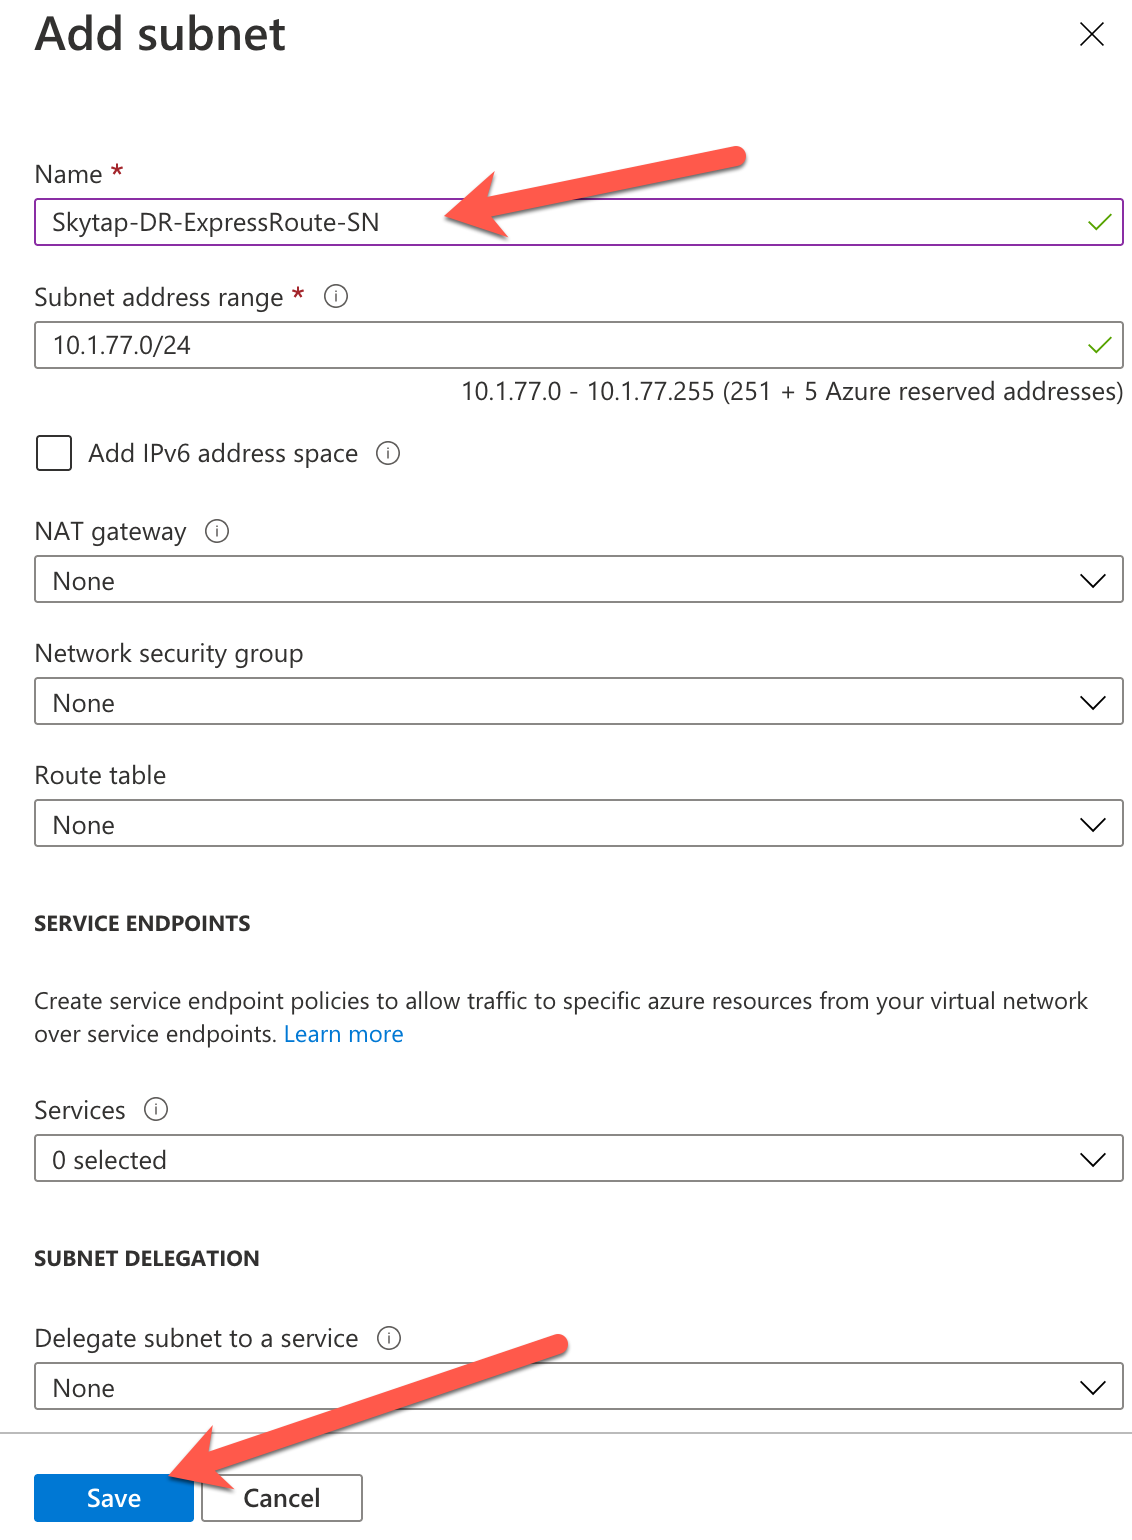 Add subnet
Name *
Skytap-DR-ExpressRoute-SN
Subnet address range *
10.1.77.0/24
10.1.77.0 - 10.1.77.255 (251 + 5 Azure reserved addresses)
Add IPv6 address space
NAT gateway
None
Network security group
None
Route table
None
SERVICE ENDPOINTS
Create service endpoint policies to allow traffic to specific azure resources from your virtual network
over service endpoints. Learn more
Services
0 selected
SUBNET DELEGATION
Delegate subnet to a service
None
Save
Cancel